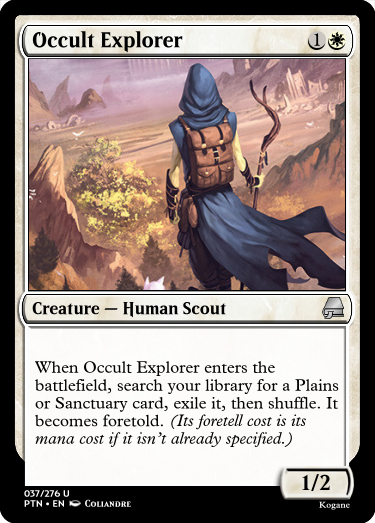 Occult Explorer 1
Creature — Human Scout
When Occult Explorer enters the
battlefield, search your library for a Plains
or Sanctuary card, exile it, then shuffle. It
becomes foretold. (Its foretell cost is its
mana cost if it isn't already specified.)
1/2
037/276 U
PTN • EN Coliandre
Kogane